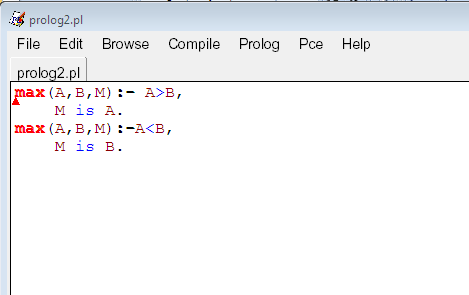 prolog2.pl
File Edit Browse Compile Prolog Pce Help
prolog2.pl
max(A,B,M):- A>B,
    M is A.
max(A,B,M):-A<B,
    M is B.